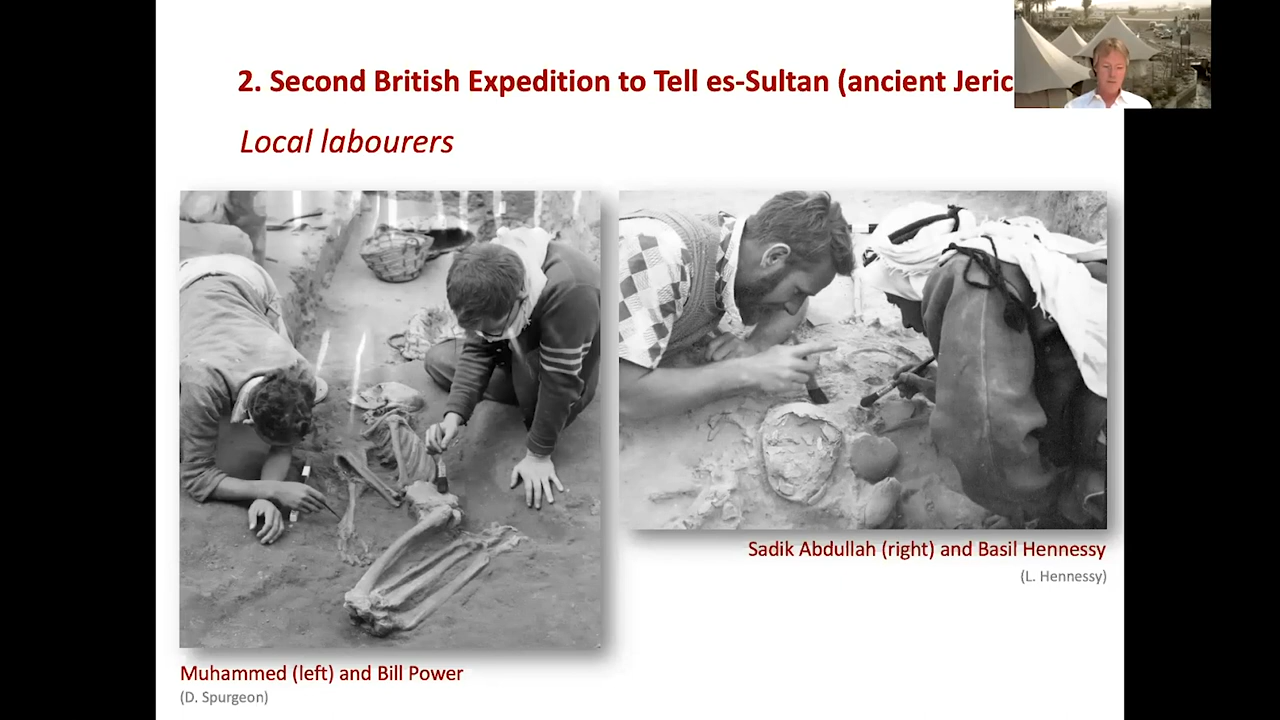 2. Second British Expedition to Tell es-Sultan (ancient Jeric
Local labourers
Sadik Abdullah (right) and Basil Hennessy
(L. Hennessy)
Muhammed (left) and Bill Power
(D. Spurgeon)